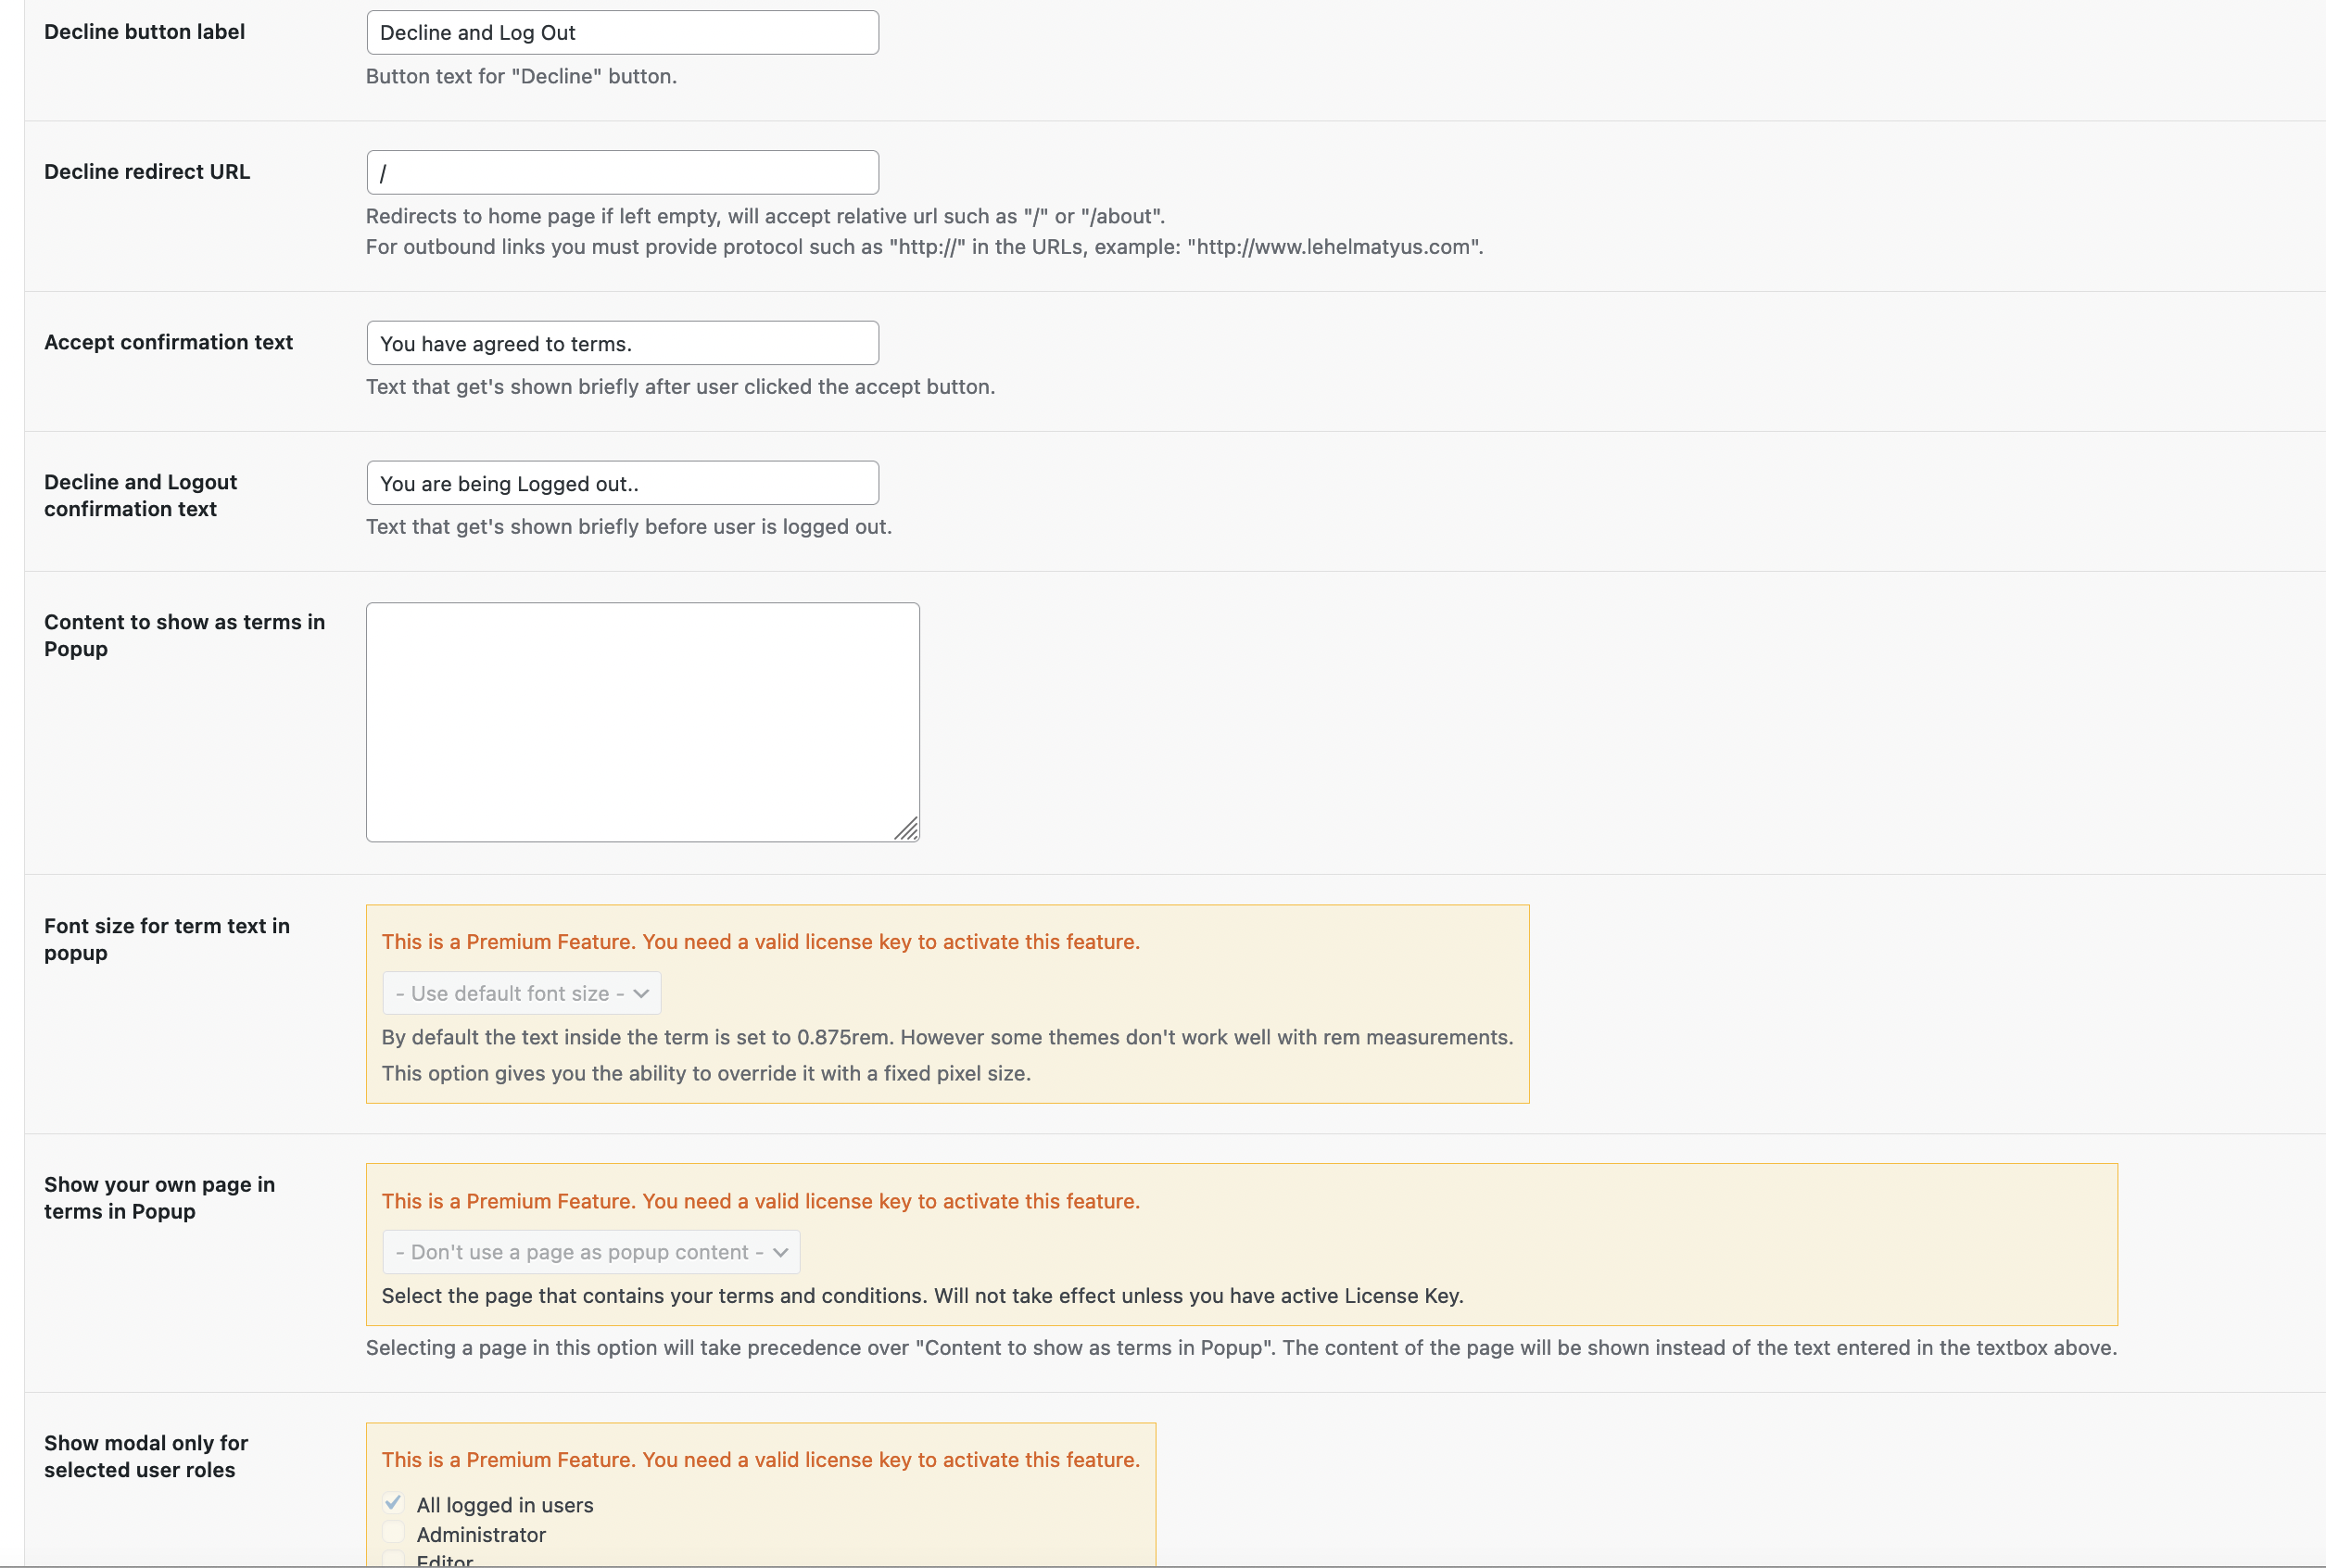 Decline button label
Decline and Log Out
Button text for "Decline" button.
Decline redirect URL
/
Redirects to home page if left empty, will accept relative url such as "/" or "/about".
For outbound links you must provide protocol such as "http://" in the URLs, example: "http://www.lehelmatyus.com".
Accept confirmation text
You have agreed to terms.
Text that get's shown briefly after user clicked the accept button.
Decline and Logout
confirmation text
You are being Logged out..
Text that get's shown briefly before user is logged out.
Content to show as terms in
Popup
Font size for term text in
popup
This is a Premium Feature. You need a valid license key to activate this feature.
- Use default font size -
By default the text inside the term is set to 0.875rem. However some themes don't work well with rem measurements.
This option gives you the ability to override it with a fixed pixel size.
Show your own page in
terms in Popup
This is a Premium Feature. You need a valid license key to activate this feature.
- Don't use a page as popup content -
Select the page that contains your terms and conditions. Will not take effect unless you have active License Key.
Selecting a page in this option will take precedence over "Content to show as terms in Popup". The content of the page will be shown instead of the text entered in the textbox above.
Show modal only for
selected user roles
This is a Premium Feature. You need a valid license key to activate this feature.
All logged in users
Administrator
Editor